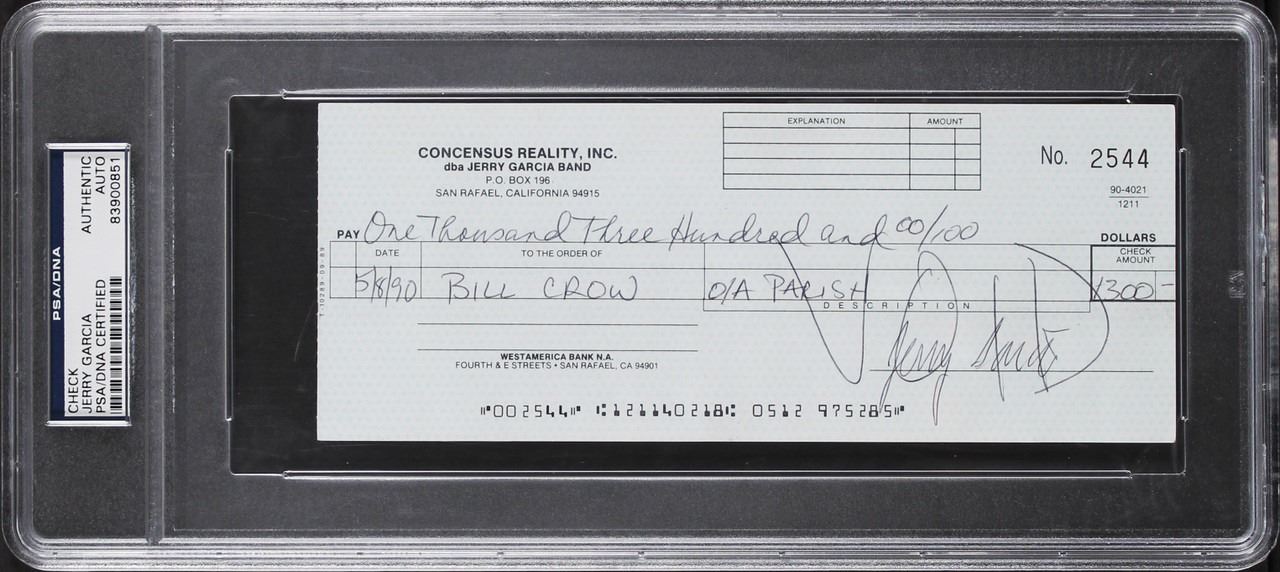 PSA/DNA
CHECK
JERRY GARCIA
PSA/DNA CERTIFIED
AUTHENTIC
AUTO
83900851
CONCENSUS REALITY, INC.
dba JERRY GARCIA BAND
P.O. BOX 196
SAN RAFAEL, CALIFORNIA 94915
EXPLANATION AMOUNT
No. 2544
90-4021
1211
PAY One Thousand Three Hundred and 00/100 DOLLARS
DATE TO THE ORDER OF CHECK AMOUNT
5/8/90 BILL CROW O/A PARISH 1300-
DESCRIPTION
VOID
Jerry Garcia
WESTAMERICA BANK N.A.
FOURTH & E STREETS • SAN RAFAEL, CA 94901
⑈002544⑈ ⑆121140218⑆ 0512 975285⑈